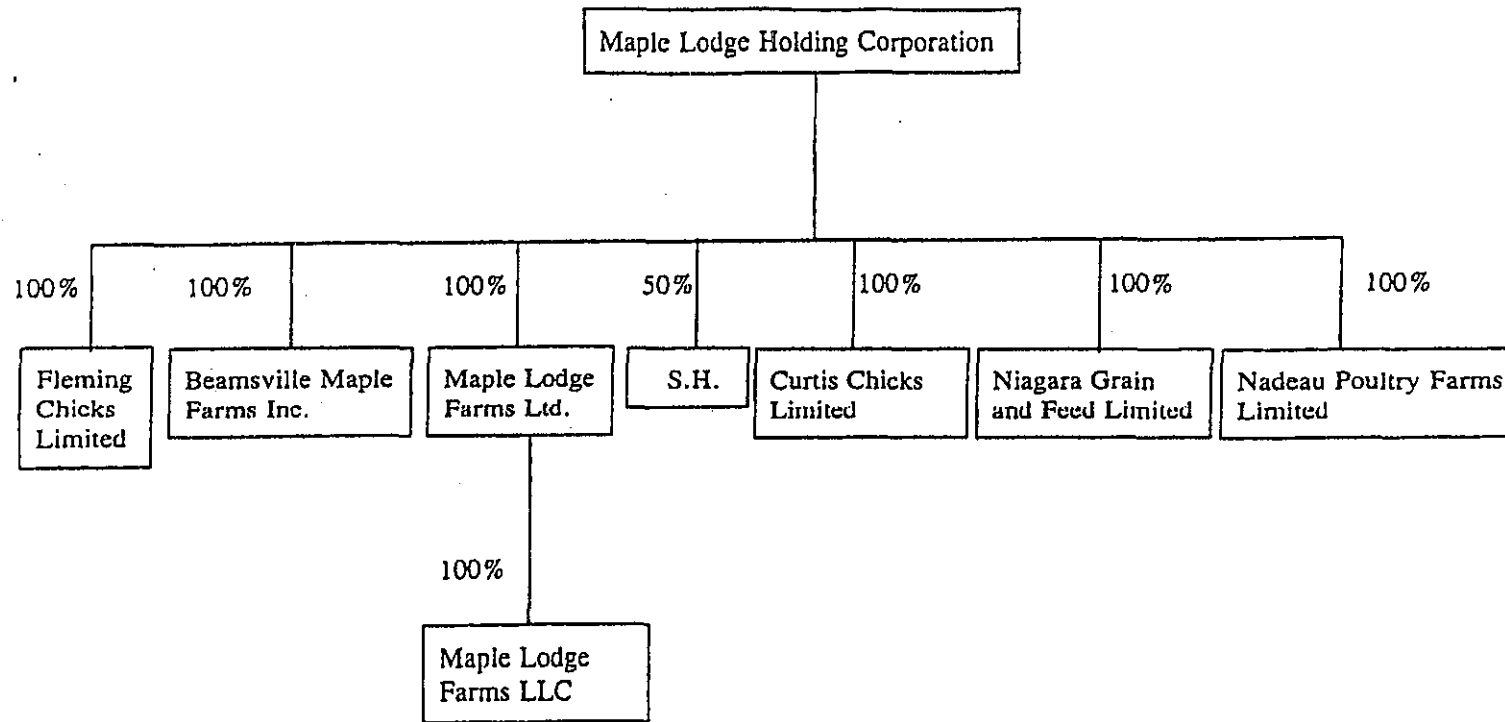 Maple Lodge Holding Corporation
100%
100%
100%
50%
100%
100%
100%
Fleming
Chicks
Limited
Beamsville Maple
Farms Inc.
Maple Lodge
Farms Ltd.
S.H.
Curtis Chicks
Limited
Niagara Grain
and Feed Limited
Nadeau Poultry Farms
Limited
100%
Maple Lodge
Farms LLC